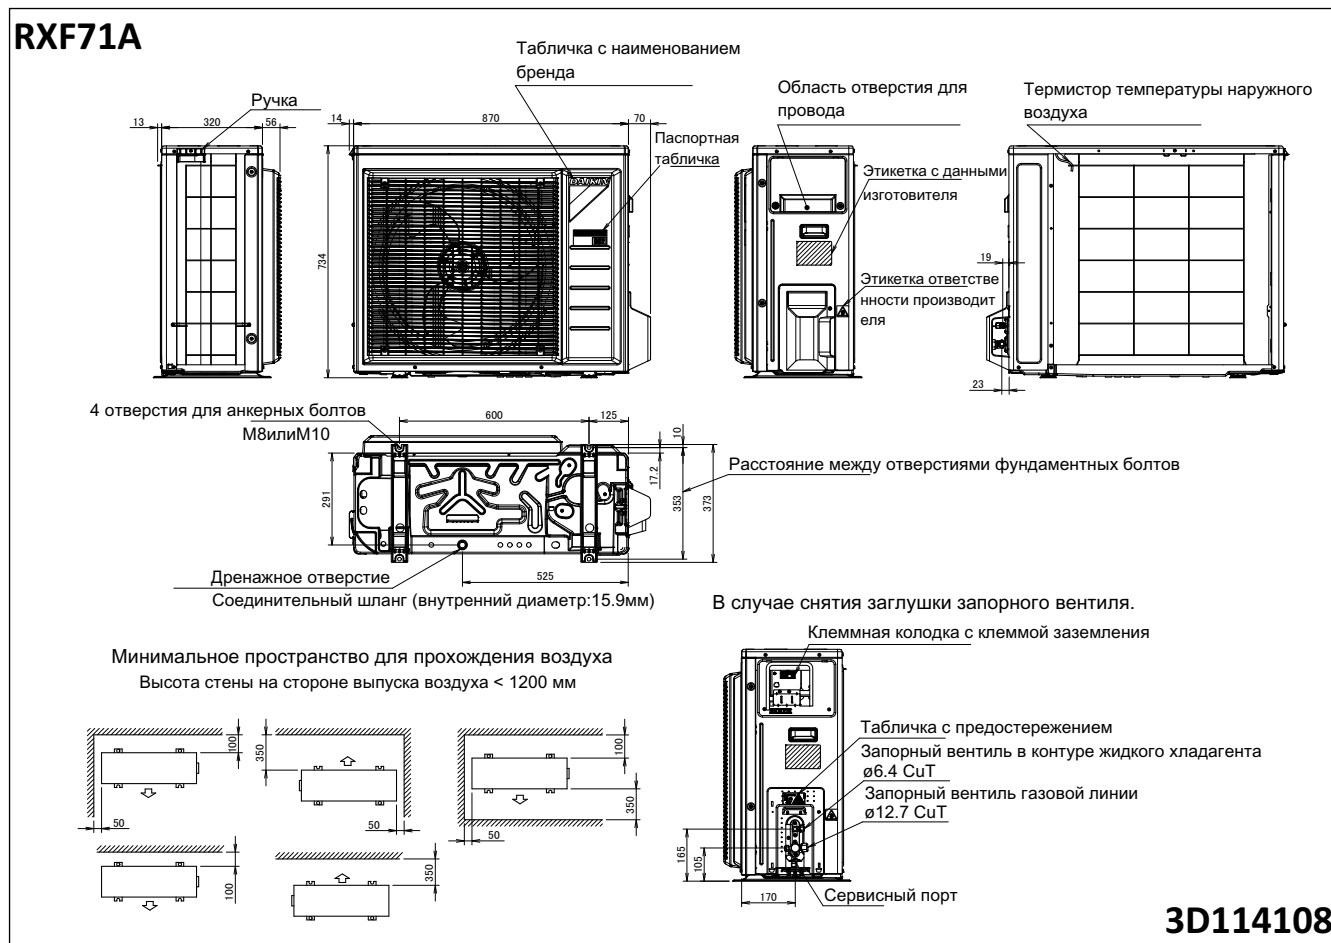 RXF71A
Табличка с наименованием
бренда
Ручка
Область отверстия для
провода
Термистор температуры наружного
воздуха
13
320
56
14
870
70
Паспортная
табличка
DAIKIN
Этикетка с данными
изготовителя
734
19
Этикетка ответстве
нности производит
еля
23
4 отверстия для анкерных болтов
M8илиM10
600
125
10
17.2
353
373
291
Расстояние между отверстиями фундаментных болтов
525
Дренажное отверстие
Соединительный шланг (внутренний диаметр:15.9мм)
В случае снятия заглушки запорного вентиля.
Клеммная колодка с клеммой заземления
Минимальное пространство для прохождения воздуха
Высота стены на стороне выпуска воздуха < 1200 мм
100
50
350
50
100
350
50
100
350
Табличка с предостережением
Запорный вентиль в контуре жидкого хладагента
ø6.4 CuT
Запорный вентиль газовой линии
ø12.7 CuT
165
105
170
Сервисный порт
3D114108